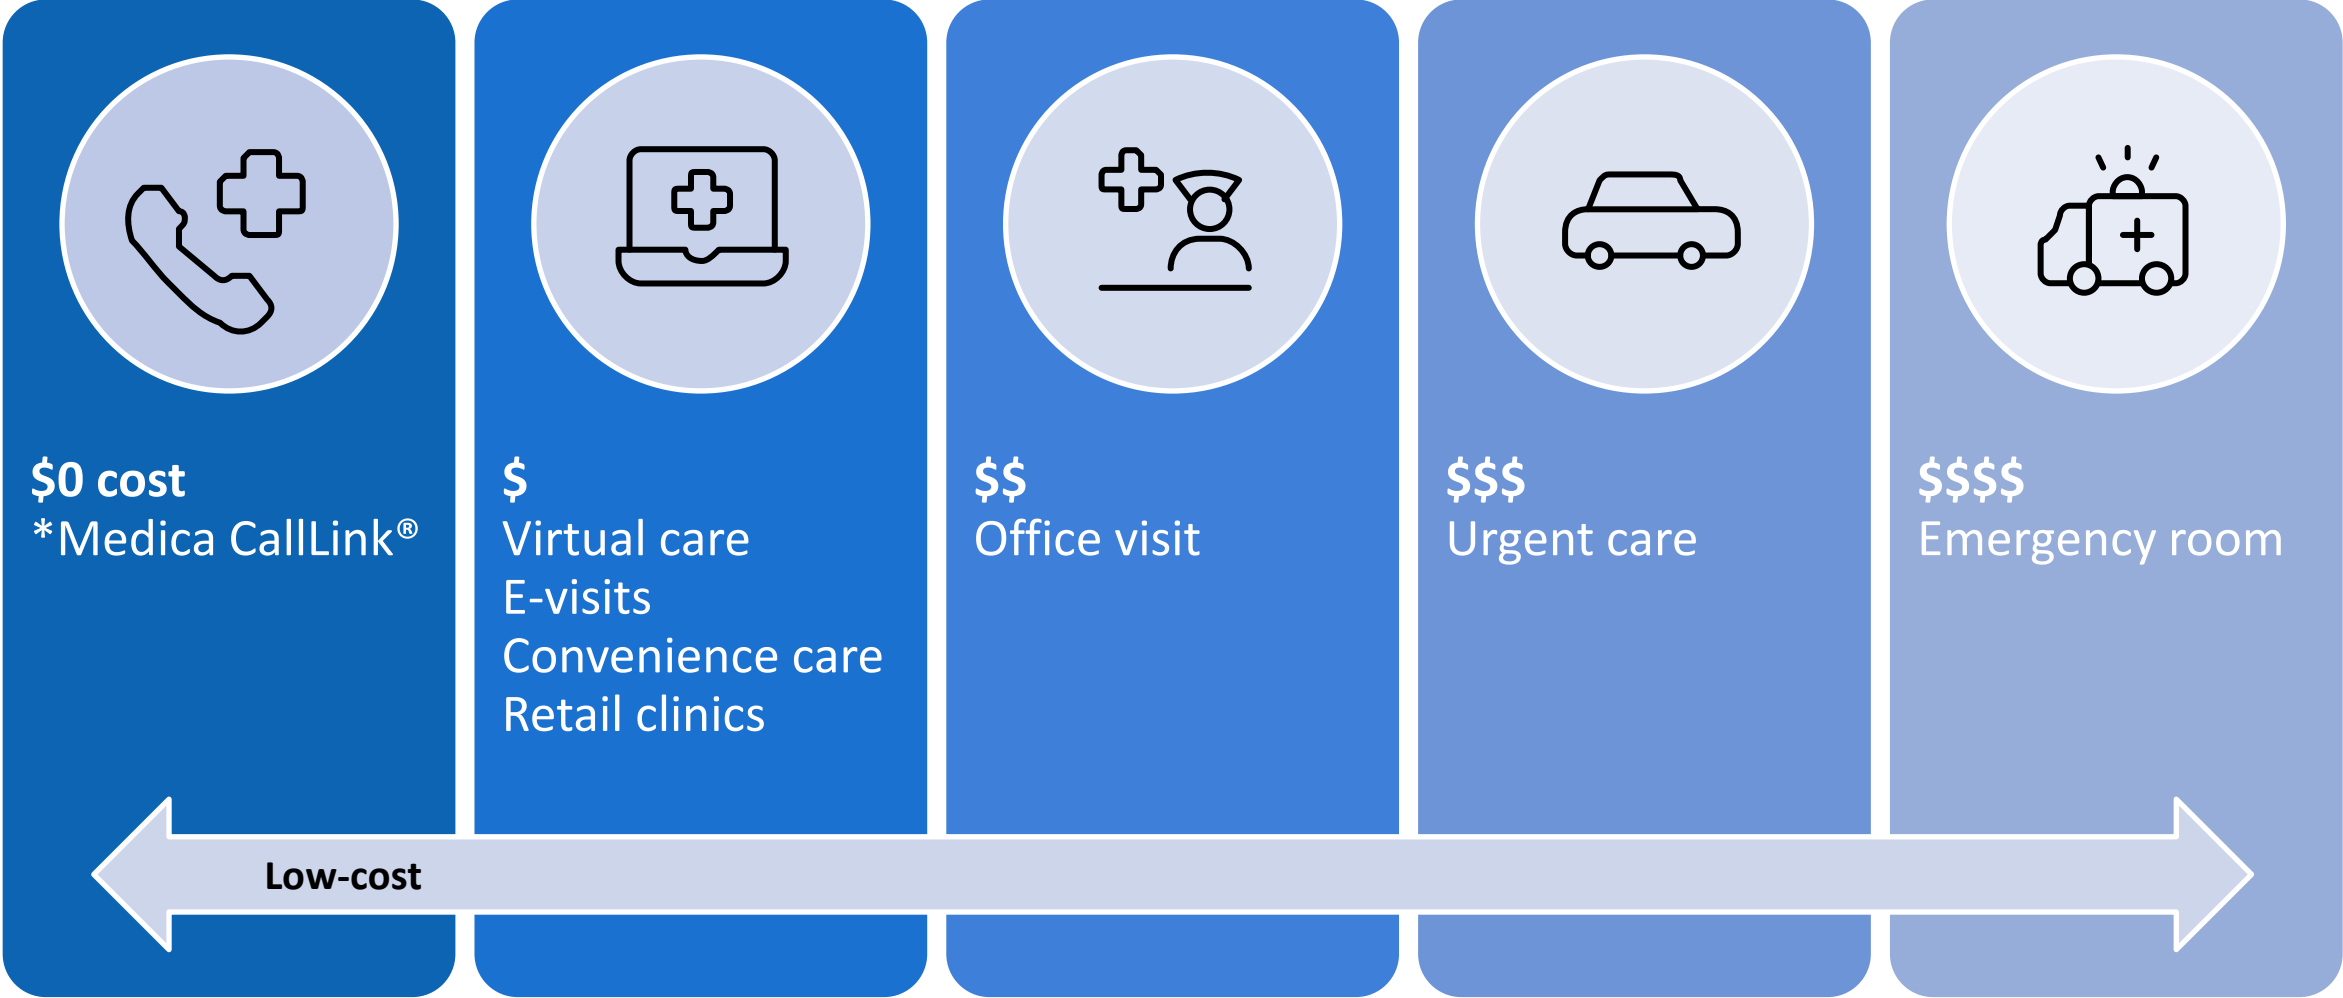 $0 cost
*Medica CallLink®
$
Virtual care
E-visits
Convenience care
Retail clinics
$$
Office visit
$$$
Urgent care
$$$$
Emergency room
Low-cost